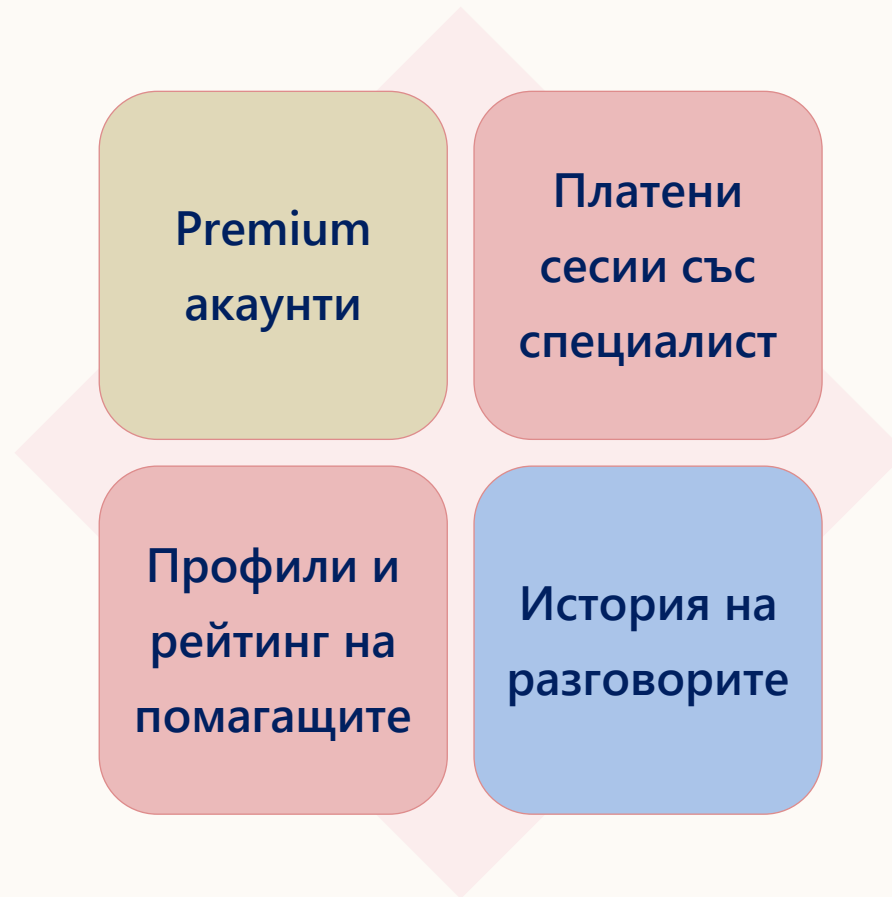 Premium
акаунти
Платени
сесии със
специалист
Профили и
рейтинг на
помагащите
История на
разговорите